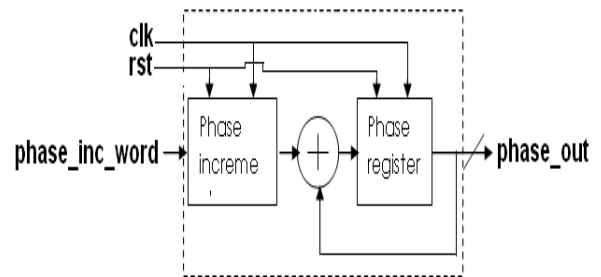 clk
rst
phase_inc_word
Phase
increme
Phase
register
phase_out